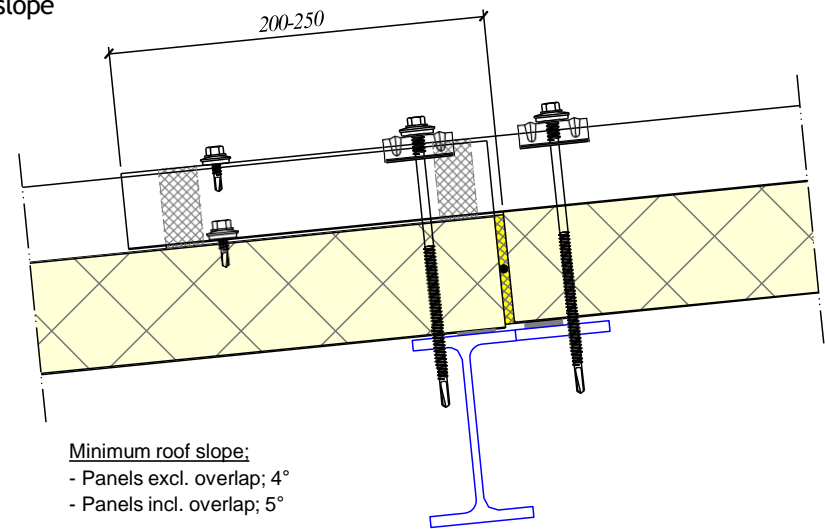 slope
200-250
Minimum roof slope;
- Panels excl. overlap; 4°
- Panels incl. overlap; 5°